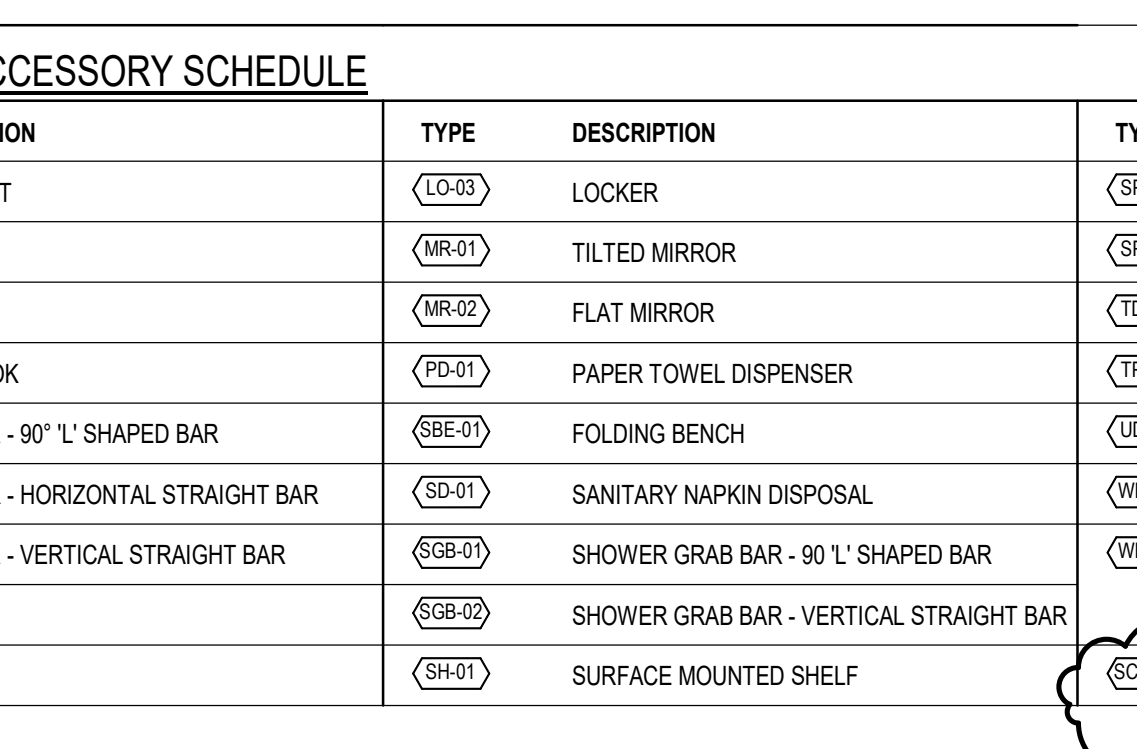 CCESSORY SCHEDULE
ION TYPE DESCRIPTION TY
T LO-03 LOCKER
MR-01 TILTED MIRROR
MR-02 FLAT MIRROR
OK PD-01 PAPER TOWEL DISPENSER
- 90° 'L' SHAPED BAR SBE-01 FOLDING BENCH
- HORIZONTAL STRAIGHT BAR SD-01 SANITARY NAPKIN DISPOSAL
- VERTICAL STRAIGHT BAR SGB-01 SHOWER GRAB BAR - 90 'L' SHAPED BAR
SGB-02 SHOWER GRAB BAR - VERTICAL STRAIGHT BAR
SH-01 SURFACE MOUNTED SHELF SC